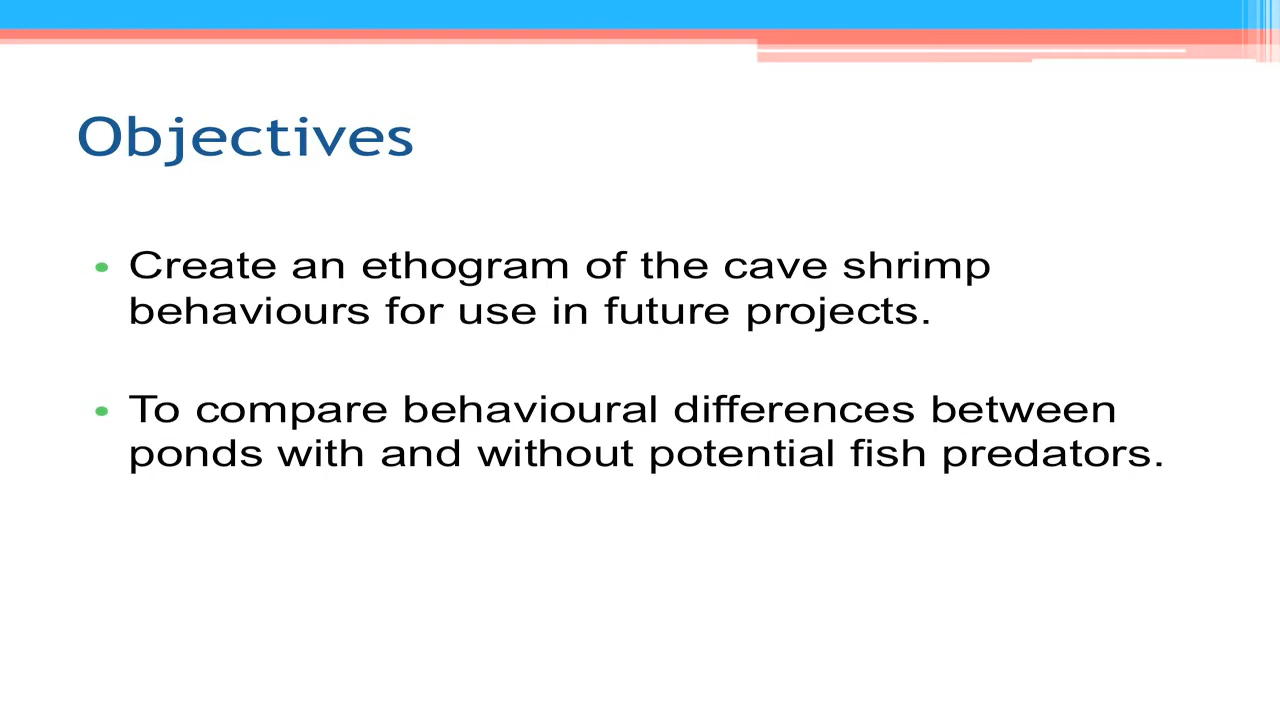 Objectives
• Create an ethogram of the cave shrimp
behaviours for use in future projects.
• To compare behavioural differences between
ponds with and without potential fish predators.